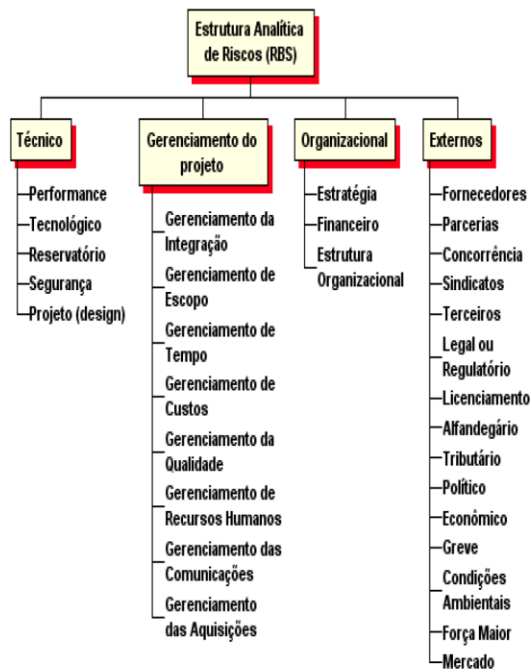 Estrutura Analítica
de Riscos (RBS)
Técnico
Performance
Tecnológico
Reservatório
Segurança
Projeto (design)
Gerenciamento do
projeto
Gerenciamento da
Integração
Gerenciamento de
Escopo
Gerenciamento de
Tempo
Gerenciamento de
Custos
Gerenciamento da
Qualidade
Gerenciamento de
Recursos Humanos
Gerenciamento das
Comunicações
Gerenciamento
das Aquisições
Organizacional
Estratégia
Financeiro
Estrutura
Organizacional
Externos
Fornecedores
Parcerias
Concorrência
Sindicatos
Terceiros
Legal ou
Regulatório
Licenciamento
Alfandegário
Tributário
Político
Econômico
Greve
Condições
Ambientais
Força Maior
Mercado